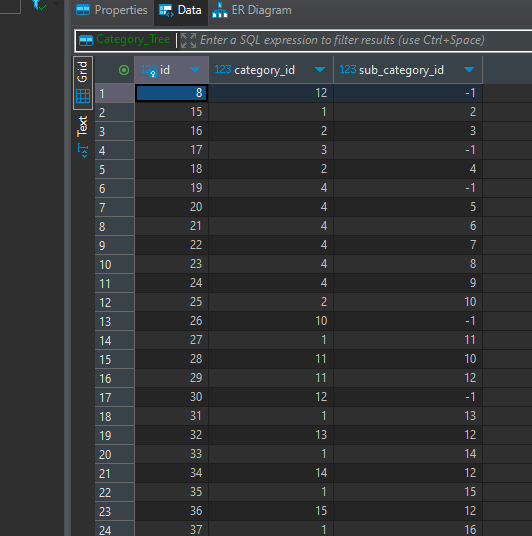 Properties Data ER Diagram
Category_Tree Enter a SQL expression to filter results (use Ctrl+Space)
Grid
Text
123 id 123 category_id 123 sub_category_id
1 8 12 -1
2 15 1 2
3 16 2 3
4 17 3 -1
5 18 2 4
6 19 4 -1
7 20 4 5
8 21 4 6
9 22 4 7
10 23 4 8
11 24 4 9
12 25 2 10
13 26 10 -1
14 27 1 11
15 28 11 10
16 29 11 12
17 30 12 -1
18 31 1 13
19 32 13 12
20 33 1 14
21 34 14 12
22 35 1 15
23 36 15 12
24 37 1 16